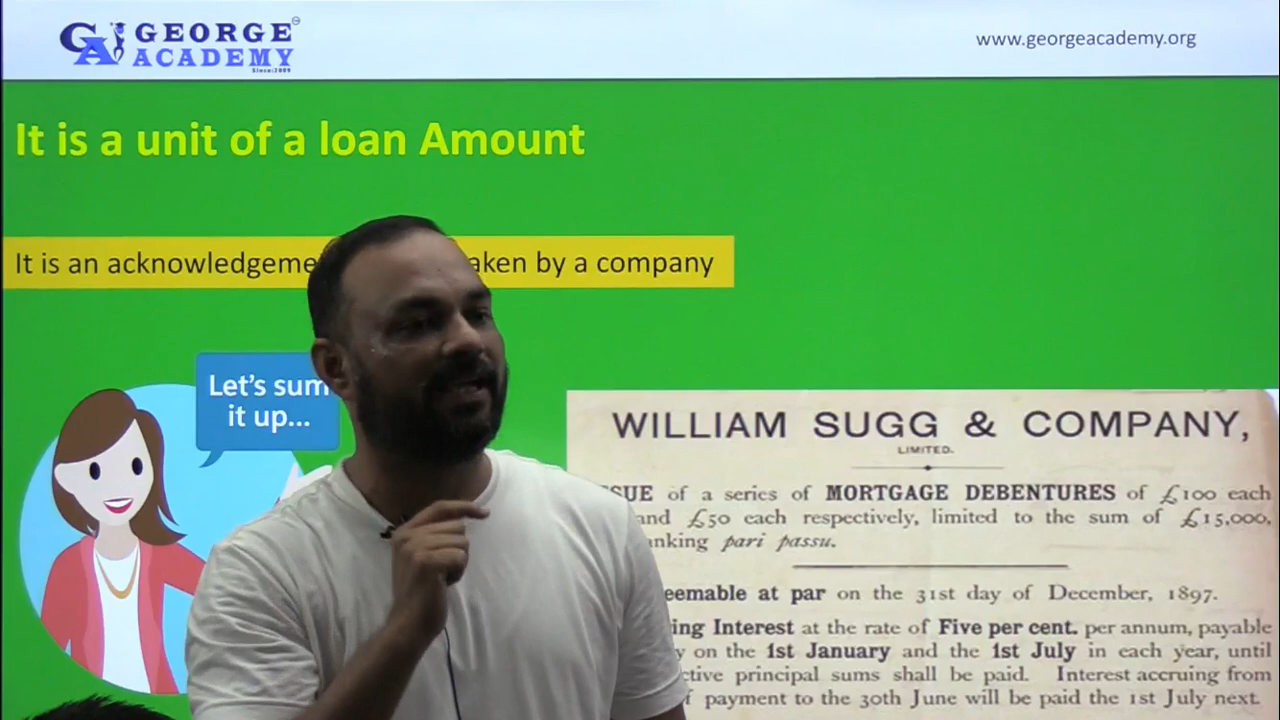 GEORGE
ACADEMY
Since:2009
www.georgeacademy.org
It is a unit of a loan Amount
It is an acknowledgeme aken by a company
Let's sum
it up...
WILLIAM SUGG & COMPANY,
LIMITED.
SUE of a series of MORTGAGE DEBENTURES of £100 each
and £50 each respectively, limited to the sum of £15,000,
anking pari passu.
eemable at par on the 31st day of December, 1897.
ing Interest at the rate of Five per cent. per annum, payable
y on the 1st January and the 1st July in each year, until
ctive principal sums shall be paid. Interest accruing from
f payment to the 30th June will be paid the 1st July next.